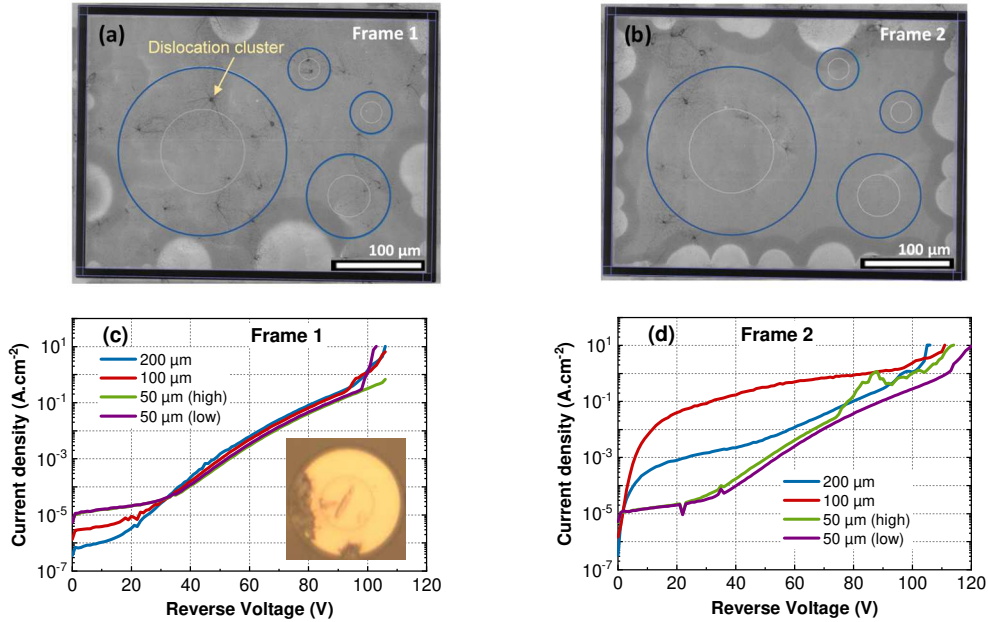 (a)
Frame 1
Dislocation cluster
100 µm
(b)
Frame 2
100 µm
(c)
Frame 1
200 µm
100 µm
50 µm (high)
50 µm (low)
Current density (A.cm⁻²)
10¹
10⁻¹
10⁻³
10⁻⁵
10⁻⁷
0 20 40 60 80 100 120
Reverse Voltage (V)
(d)
Frame 2
200 µm
100 µm
50 µm (high)
50 µm (low)
Current density (A.cm⁻²)
10¹
10⁻¹
10⁻³
10⁻⁵
10⁻⁷
0 20 40 60 80 100 120
Reverse Voltage (V)